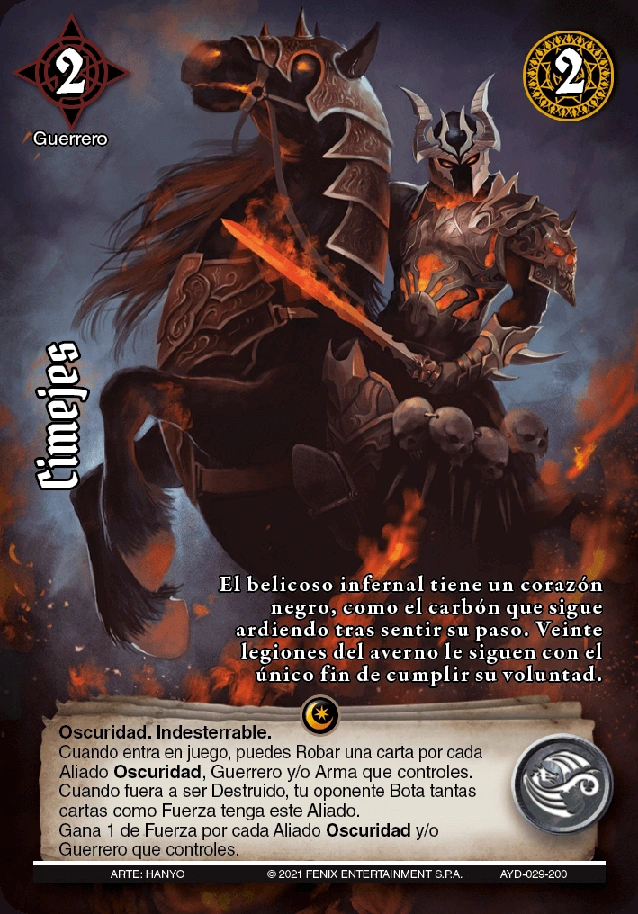 2
2
Guerrero
Cimejes
El belicoso infernal tiene un corazón
negro, como el carbón que sigue
ardiendo tras sentir su paso. Veinte
legiones del averno le siguen con el
único fin de cumplir su voluntad.
Oscuridad. Indesterrable.
Cuando entra en juego, puedes Robar una carta por cada
Aliado Oscuridad, Guerrero y/o Arma que controles.
Cuando fuera a ser Destruido, tu oponente Bota tantas
cartas como Fuerza tenga este Aliado.
Gana 1 de Fuerza por cada Aliado Oscuridad y/o
Guerrero que controles.
ARTE: HANYO © 2021 FENIX ENTERTAINMENT S.P.A. AYD-029-200